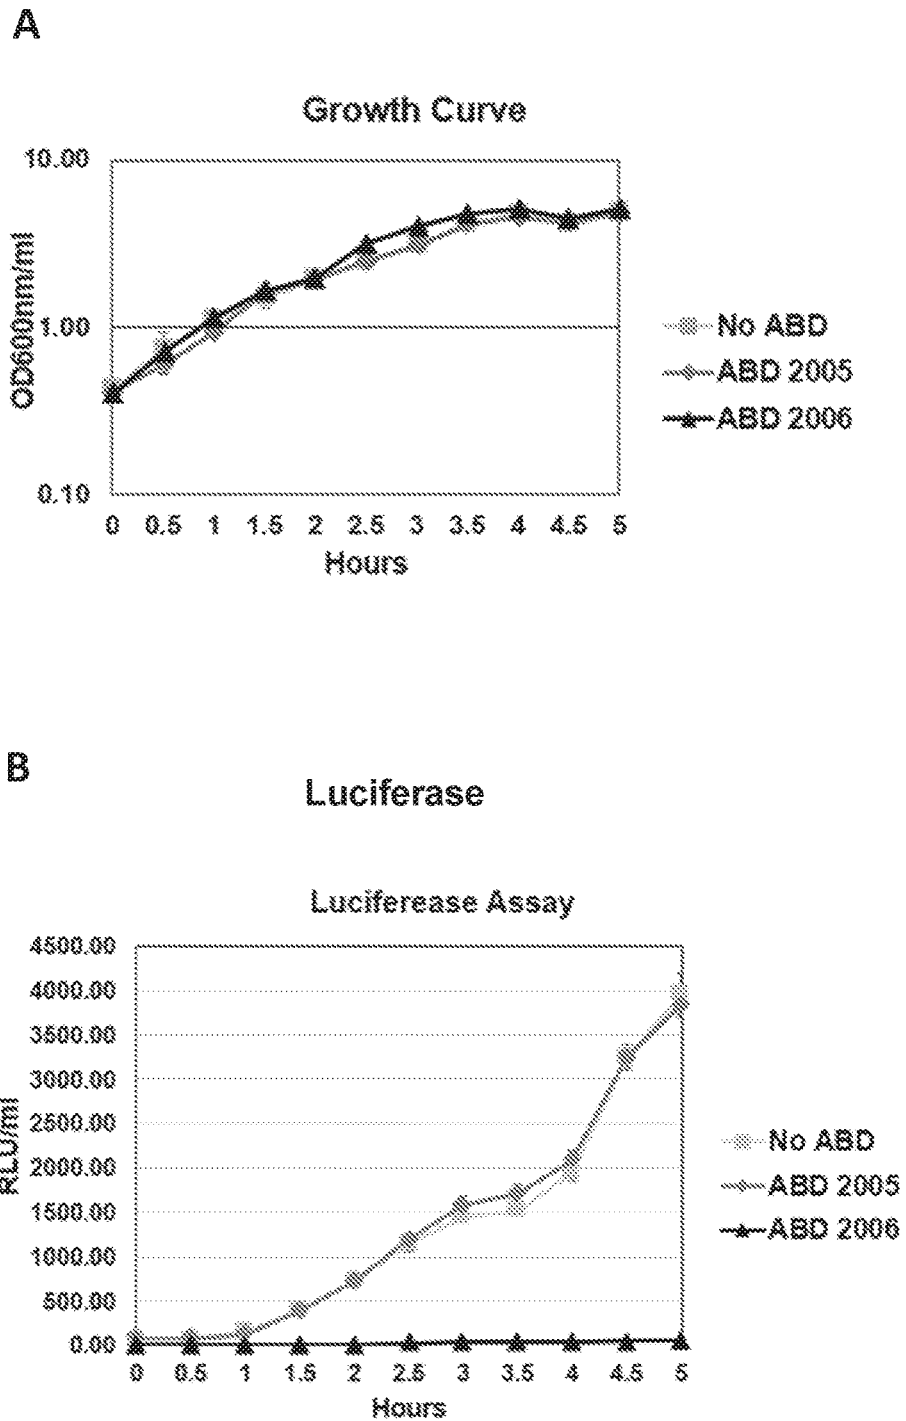 A
Growth Curve
10.00
1.00
0.10
OD600nm/ml
0 0.5 1 1.5 2 2.5 3 3.5 4 4.5 5
Hours
No ABD
ABD 2005
ABD 2006
B
Luciferase
Luciferease Assay
4500.00
4000.00
3500.00
3000.00
2500.00
2000.00
1500.00
1000.00
500.00
0.00
RLU/ml
0 0.5 1 1.5 2 2.5 3 3.5 4 4.5 5
Hours
No ABD
ABD 2005
ABD 2006